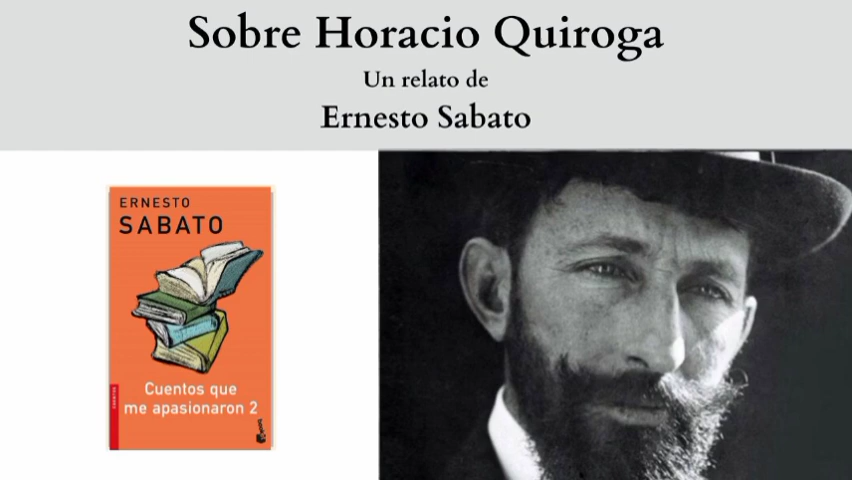 Sobre Horacio Quiroga
Un relato de
Ernesto Sabato
ERNESTO
SABATO
Cuentos que
me apasionaron 2